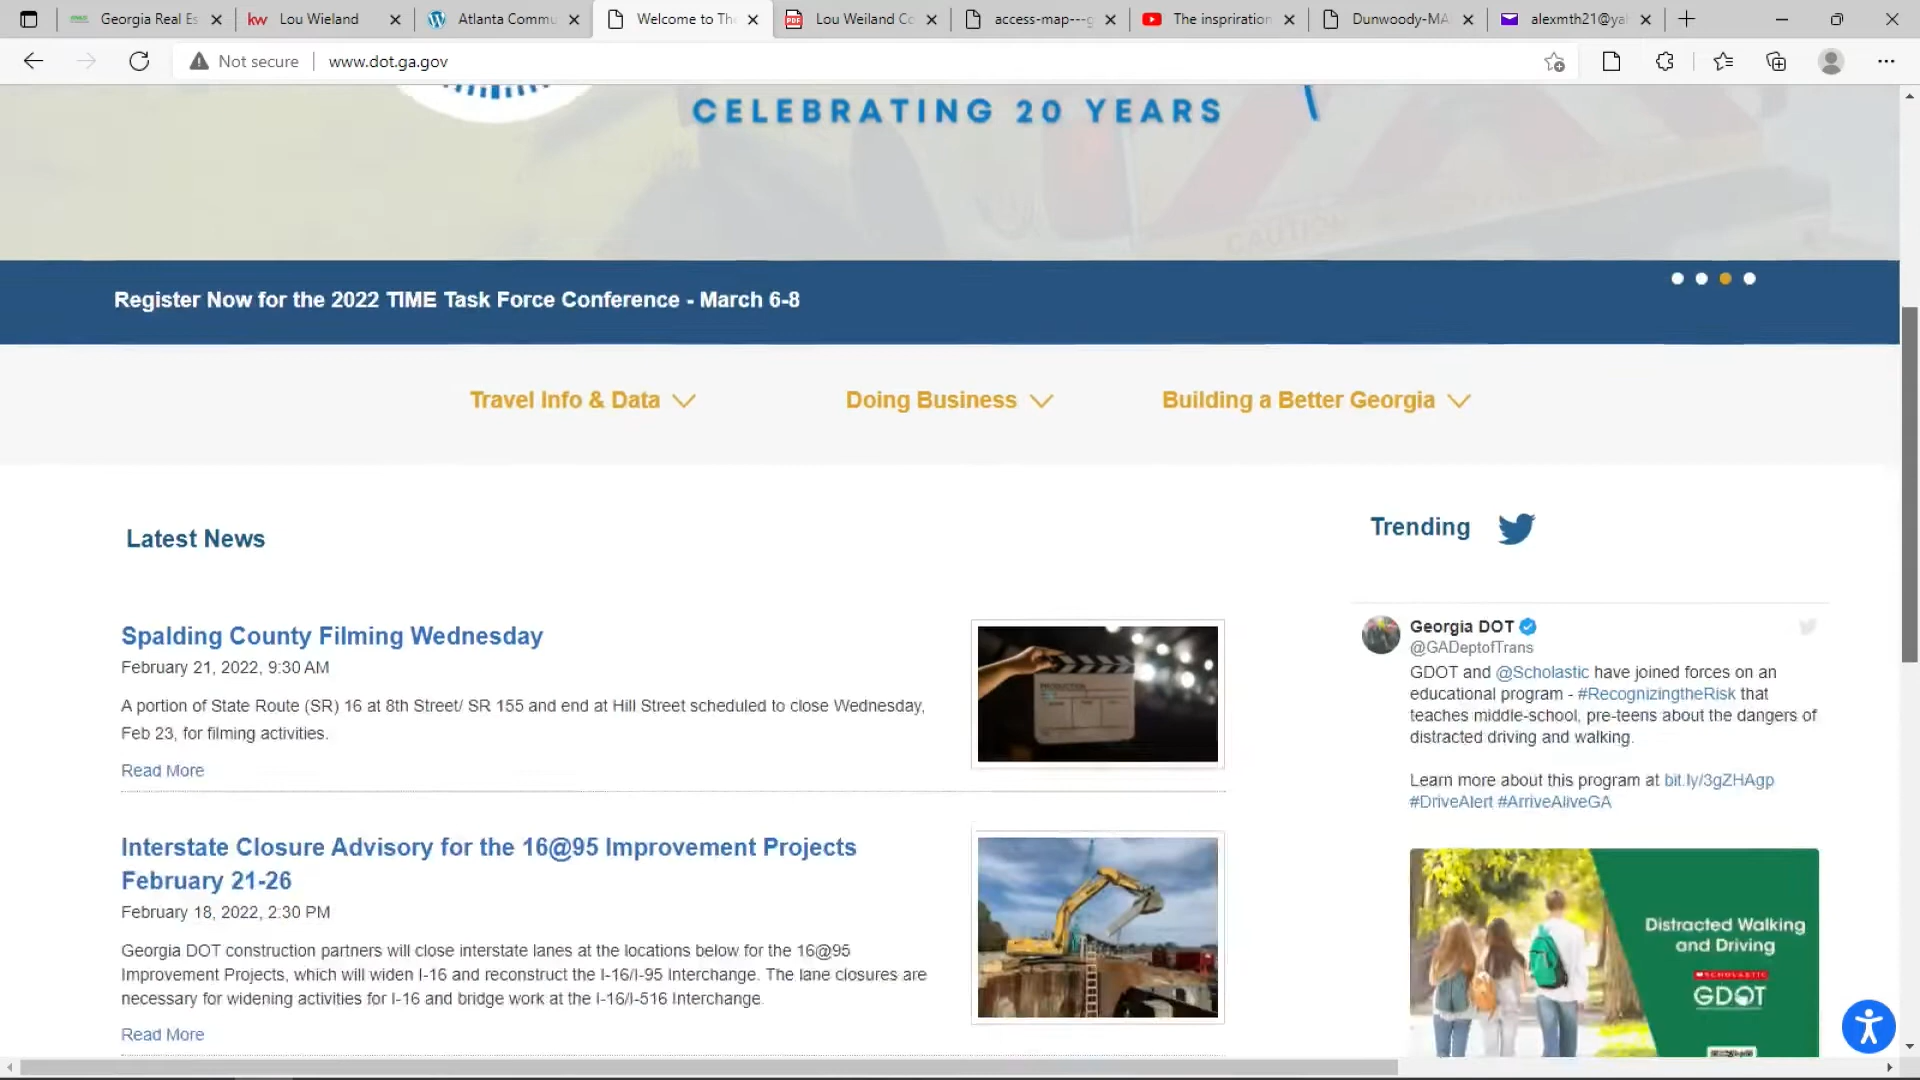 Georgia Real Es
kw Lou Wieland
Atlanta Commu
Welcome to The
PDF Lou Weiland Co
access-map---g
The inspriration
Dunwoody-MA
alexmth21@ya
Not secure
www.dot.ga.gov
CELEBRATING 20 YEARS
CAUTION
Register Now for the 2022 TIME Task Force Conference - March 6-8
Travel Info & Data
Doing Business
Building a Better Georgia
Latest News
Spalding County Filming Wednesday
February 21, 2022, 9:30 AM
A portion of State Route (SR) 16 at 8th Street/ SR 155 and end at Hill Street scheduled to close Wednesday,
Feb 23, for filming activities.
Read More
PRODUCTION
Interstate Closure Advisory for the 16@95 Improvement Projects
February 21-26
February 18, 2022, 2:30 PM
Georgia DOT construction partners will close interstate lanes at the locations below for the 16@95
Improvement Projects, which will widen I-16 and reconstruct the I-16/I-95 Interchange. The lane closures are
necessary for widening activities for I-16 and bridge work at the I-16/I-516 Interchange.
Read More
Trending
Georgia DOT
@GADeptofTrans
GDOT and @Scholastic have joined forces on an
educational program - #RecognizingtheRisk that
teaches middle-school, pre-teens about the dangers of
distracted driving and walking.
Learn more about this program at bit.ly/3gZHAgp
#DriveAlert #ArriveAliveGA
Distracted Walking
and Driving
SCHOLASTIC
GDOT